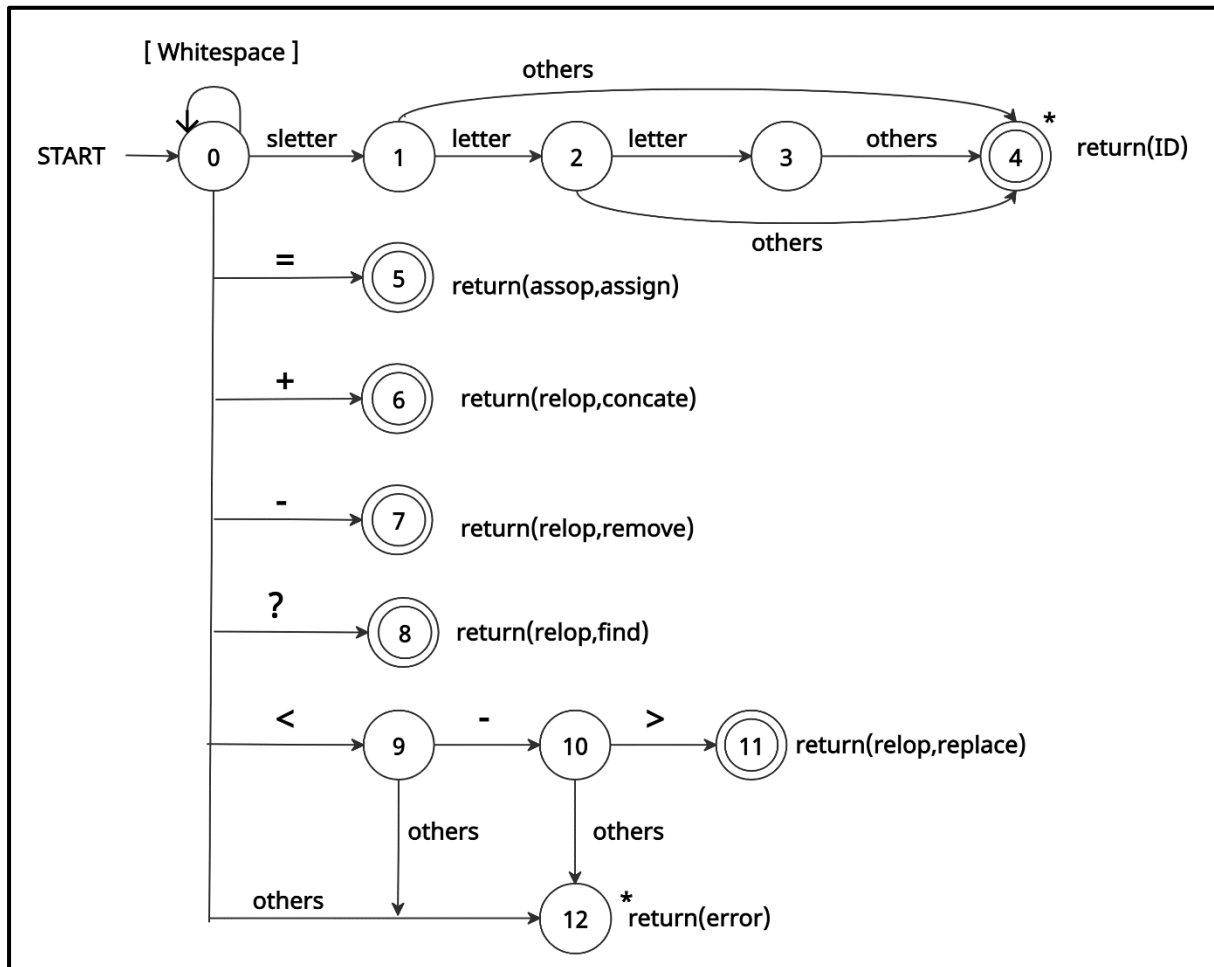 [ Whitespace ]
others
START
0
sletter
1
letter
2
letter
3
others
4
*
return(ID)
others
=
5
return(assop,assign)
+
6
return(relop,concate)
-
7
return(relop,remove)
?
8
return(relop,find)
<
9
-
10
>
11
return(relop,replace)
others
others
others
12
*
return(error)